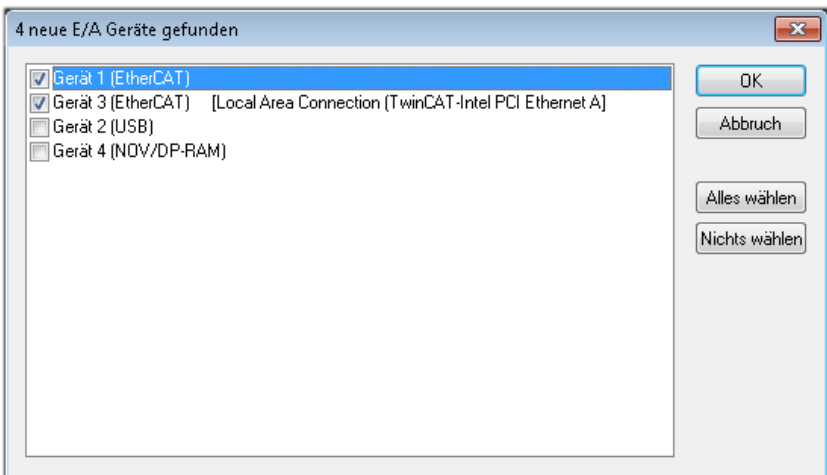 4 neue E/A Geräte gefunden
Gerät 1 (EtherCAT)
Gerät 3 (EtherCAT) [Local Area Connection (TwinCAT-Intel PCI Ethernet A]
Gerät 2 (USB)
Gerät 4 (NOV/DP-RAM)
OK
Abbruch
Alles wählen
Nichts wählen